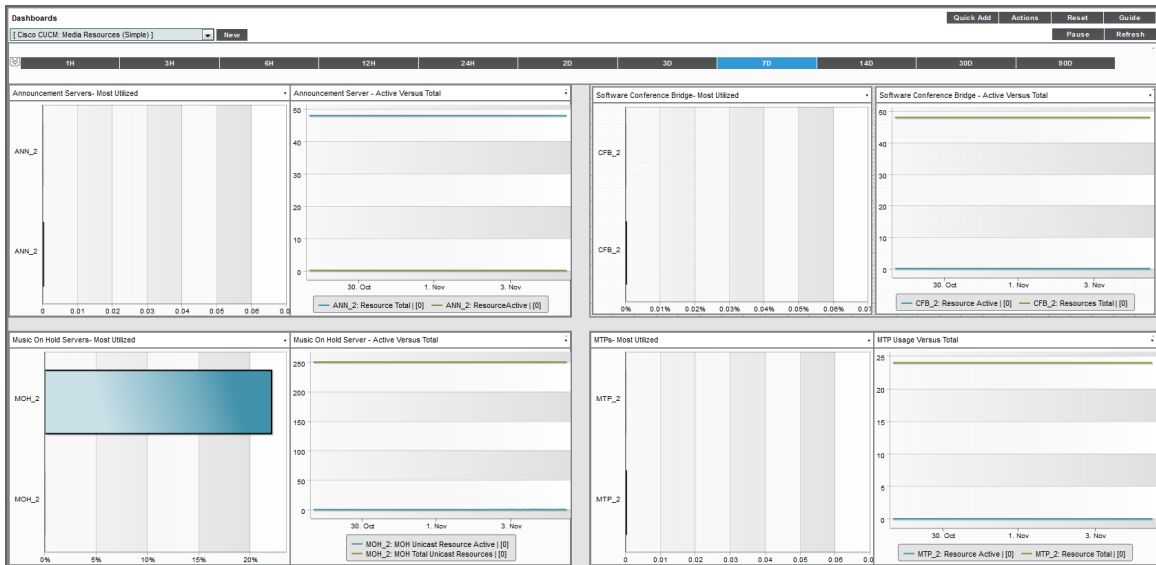 Dashboards
Quick Add Actions Reset Guide
[ Cisco CUCM: Media Resources (Simple) ] New Pause Refresh
1H 3H 6H 12H 24H 2D 3D 7D 14D 30D 90D
Announcement Servers- Most Utilized
ANN_2
ANN_2
0 0.01 0.02 0.03 0.04 0.05 0.06 0.0
Announcement Server - Active Versus Total
50
40
30
20
10
0
30. Oct 1. Nov 3. Nov
ANN_2: Resource Total | [0] ANN_2: ResourceActive | [0]
Software Conference Bridge- Most Utilized
CFB_2
CFB_2
0% 0.01% 0.02% 0.03% 0.04% 0.05% 0.06% 0.0
Software Conference Bridge - Active Versus Total
50
40
30
20
10
0
30. Oct 1. Nov 3. Nov
CFB_2: Resource Active | [0] CFB_2: Resources Total | [0]
Music On Hold Servers- Most Utilized
MOH_2
MOH_2
0% 5% 10% 15% 20%
Music On Hold Server - Active Versus Total
250
200
150
100
50
0
30. Oct 1. Nov 3. Nov
MOH_2: MOH Unicast Resource Active | [0]
MOH_2: MOH Total Unicast Resources | [0]
MTPs- Most Utilized
MTP_2
MTP_2
0 0.01 0.02 0.03 0.04 0.05 0.06 0.0
MTP Usage Versus Total
25
20
15
10
5
0
30. Oct 1. Nov 3. Nov
MTP_2: Resource Active | [0] MTP_2: Resource Total | [0]